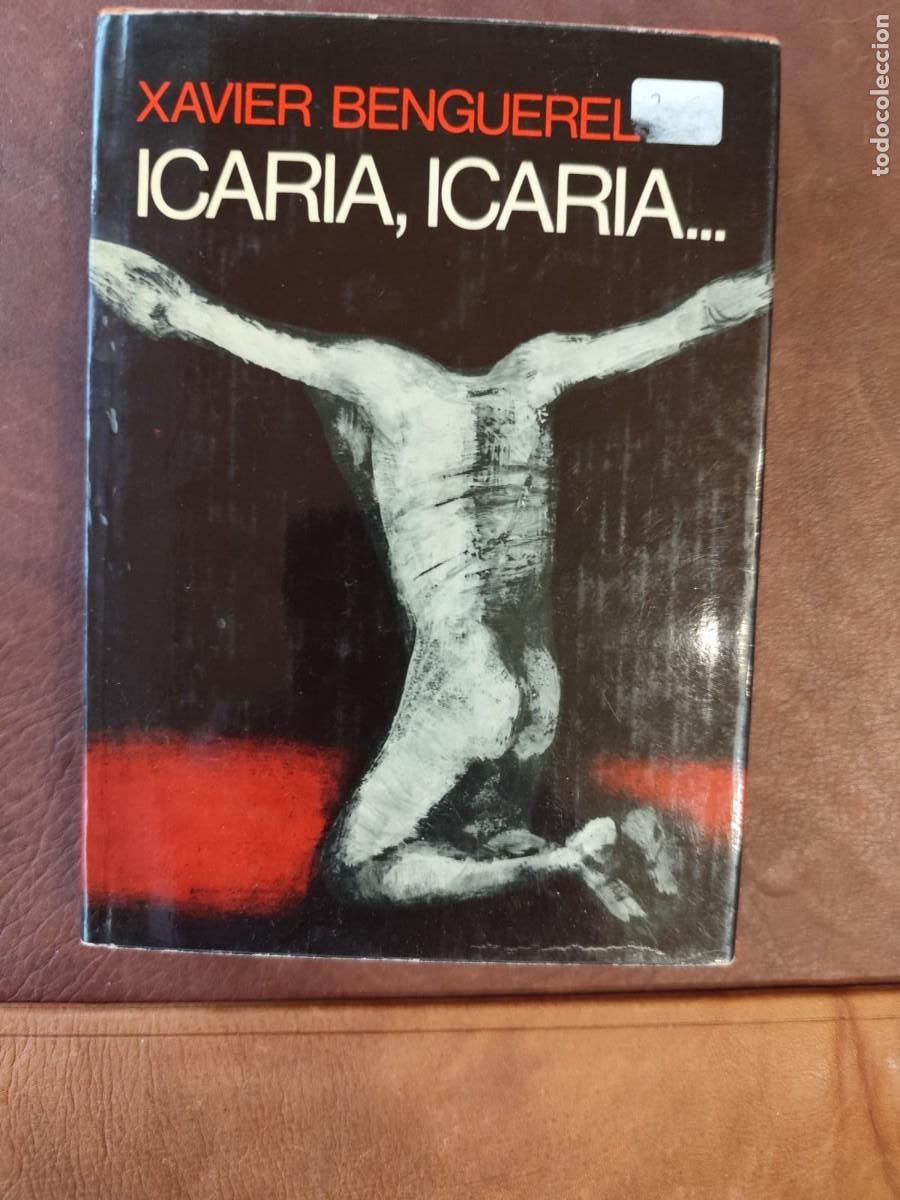 XAVIER BENGUEREL
ICARIA, ICARIA...
todocoleccion